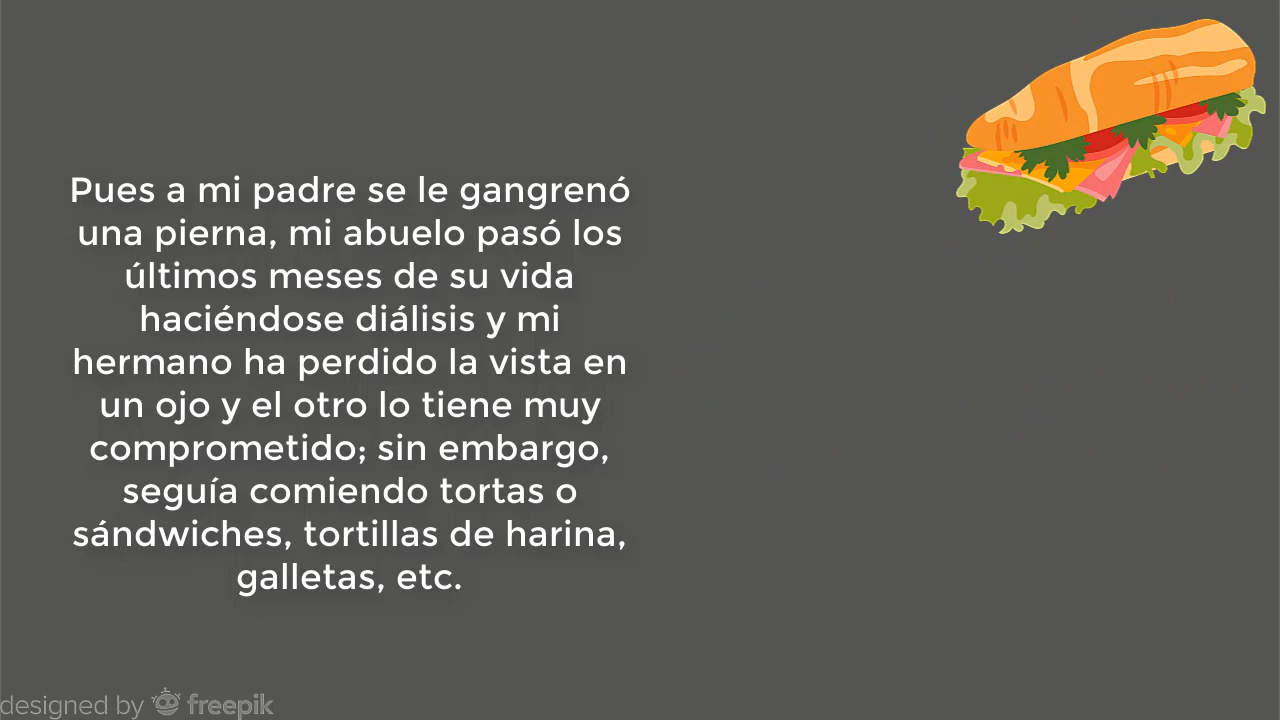 Pues a mi padre se le gangrenó
una pierna, mi abuelo pasó los
últimos meses de su vida
haciéndose diálisis y mi
hermano ha perdido la vista en
un ojo y el otro lo tiene muy
comprometido; sin embargo,
seguía comiendo tortas o
sándwiches, tortillas de harina,
galletas, etc.
designed by freepik